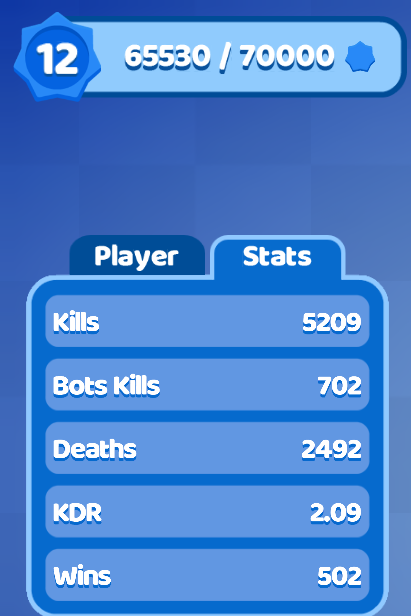 12 65530 / 70000
Player Stats
Kills 5209
Bots Kills 702
Deaths 2492
KDR 2.09
Wins 502